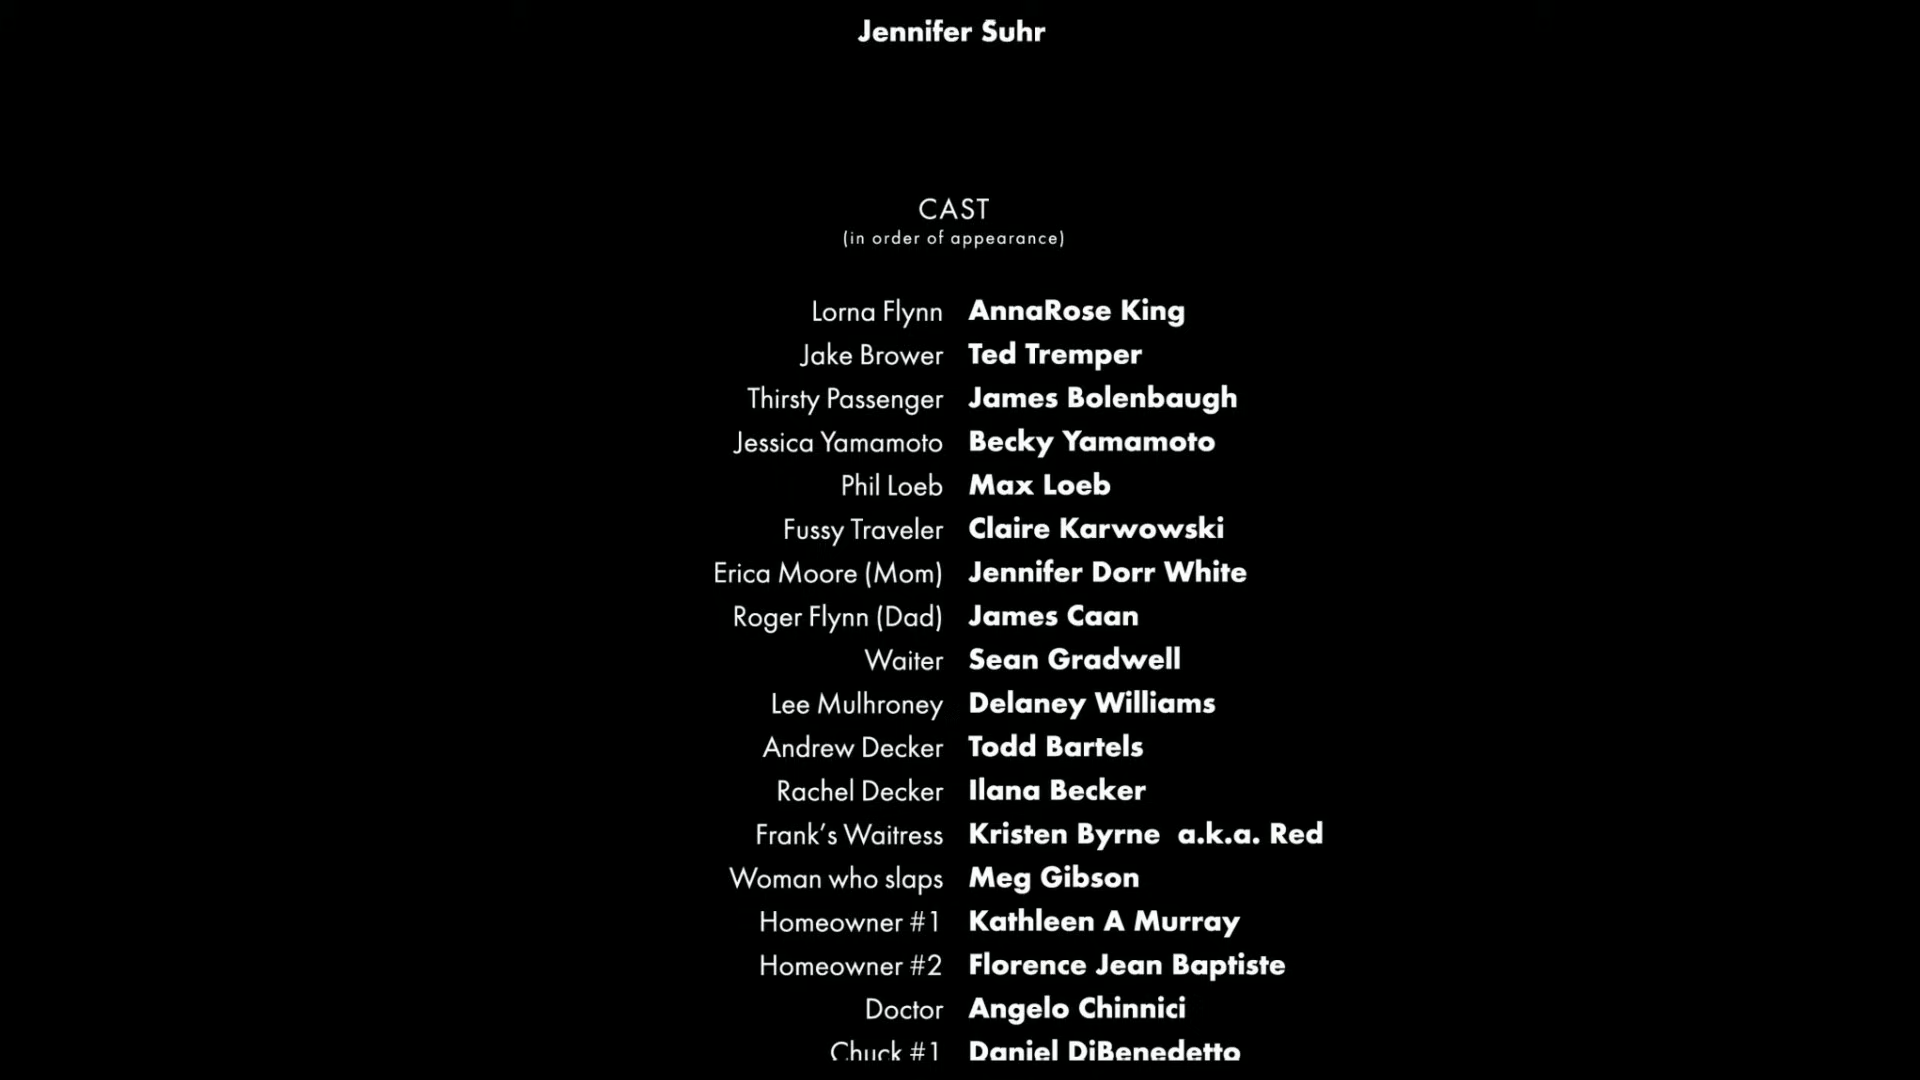 Jennifer Suhr
CAST
(in order of appearance)
Lorna Flynn AnnaRose King
Jake Brower Ted Tremper
Thirsty Passenger James Bolenbaugh
Jessica Yamamoto Becky Yamamoto
Phil Loeb Max Loeb
Fussy Traveler Claire Karwowski
Erica Moore (Mom) Jennifer Dorr White
Roger Flynn (Dad) James Caan
Waiter Sean Gradwell
Lee Mulhroney Delaney Williams
Andrew Decker Todd Bartels
Rachel Decker Ilana Becker
Frank’s Waitress Kristen Byrne a.k.a. Red
Woman who slaps Meg Gibson
Homeowner #1 Kathleen A Murray
Homeowner #2 Florence Jean Baptiste
Doctor Angelo Chinnici
Chuck #1 Daniel DiBenedetto